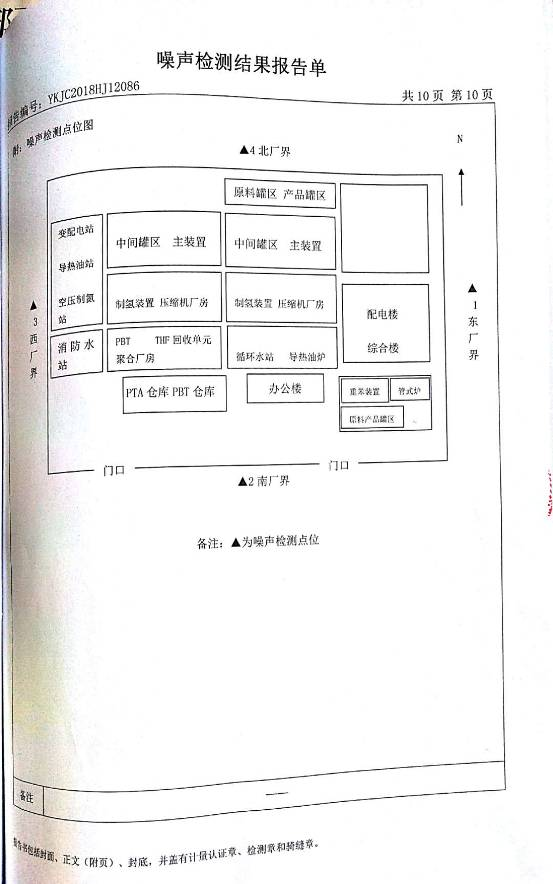 噪声检测结果报告单
报告编号：YKJC2018HJ12086
共10页 第10页
附：噪声检测点位图
▲4北厂界
N
原料罐区 产品罐区
变配电站
导热油站
空压制氮站
中间罐区 主装置
中间罐区 主装置
制氢装置 压缩机厂房
制氢装置 压缩机厂房
配电楼
综合楼
▲3西厂界
▲1东厂界
消防水站
PBT THF回收单元
聚合厂房
循环水站 导热油炉
PTA仓库 PBT仓库
办公楼
重苯装置
管式炉
原料产品罐区
门口
门口
▲2南厂界
备注：▲为噪声检测点位
备注
——
报告书包括封面、正文（附页）、封底，并盖有计量认证章、检测章和骑缝章。